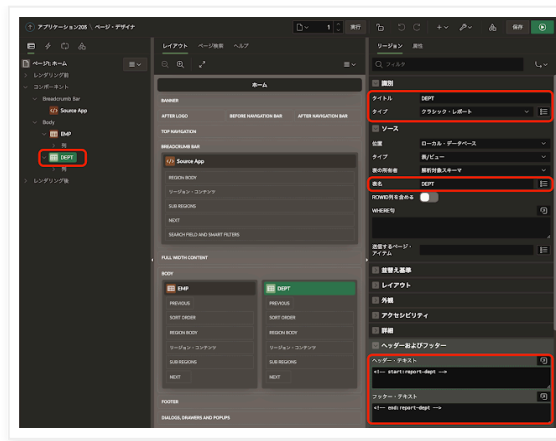 アプリケーション205 \ ページ・デザイナ
1
実行
保存
レイアウト
ページ検索
ヘルプ
リージョン
属性
ページ1: ホーム
レンダリング前
コンポーネント
Breadcrumb Bar
Source App
Body
EMP
列
DEPT
列
レンダリング後
ホーム
BANNER
AFTER LOGO
BEFORE NAVIGATION BAR
AFTER NAVIGATION BAR
TOP NAVIGATION
BREADCRUMB BAR
Source App
REGION BODY
リージョン・コンテンツ
SUB REGIONS
NEXT
SEARCH FIELD AND SMART FILTERS
FULL WIDTH CONTENT
BODY
EMP
DEPT
PREVIOUS
PREVIOUS
SORT ORDER
SORT ORDER
REGION BODY
REGION BODY
リージョン・コンテンツ
リージョン・コンテンツ
SUB REGIONS
SUB REGIONS
NEXT
NEXT
FOOTER
DIALOGS, DRAWERS AND POPUPS
フィルタ
識別
タイトル
DEPT
タイプ
クラシック・レポート
ソース
位置
ローカル・データベース
タイプ
表/ビュー
表の所有者
解析対象スキーマ
表名
DEPT
ROWID列を含める
WHERE句
送信するページ・
アイテム
並替え基準
レイアウト
外観
アクセシビリティ
詳細
ヘッダーおよびフッター
ヘッダー・テキスト
<!-- start:report-dept -->
フッター・テキスト
<!-- end:report-dept -->